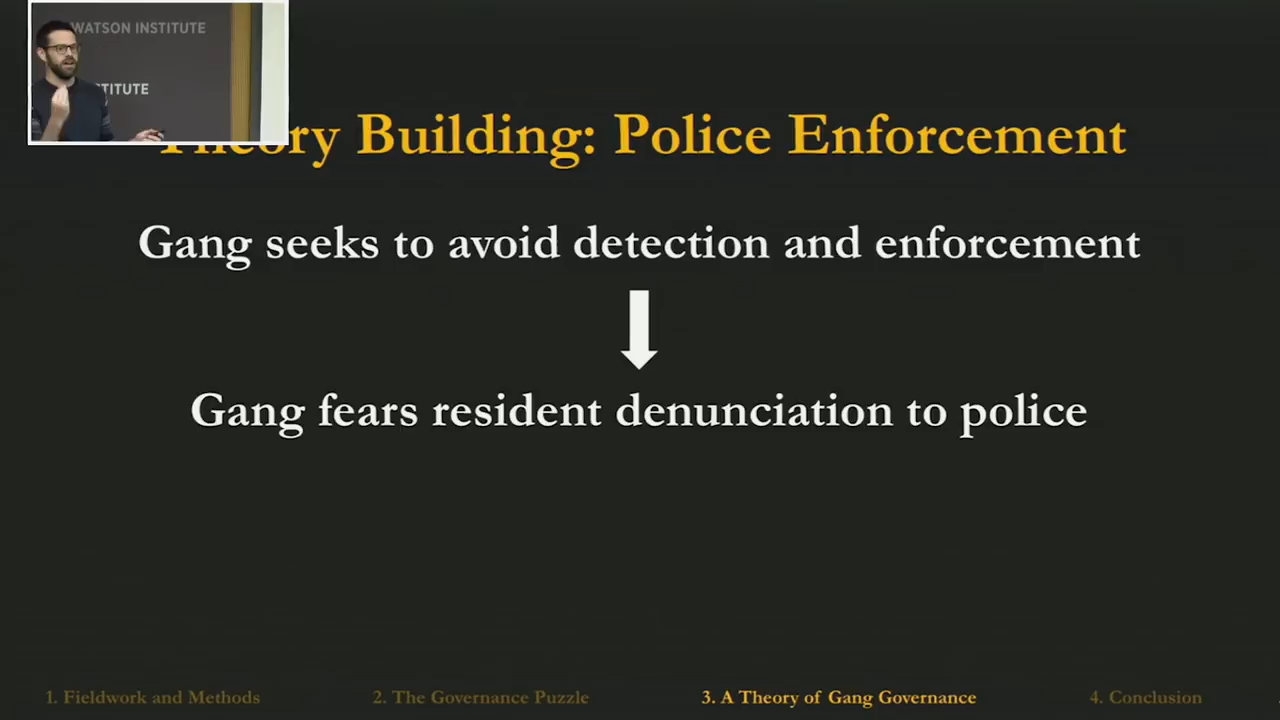 WATSON INSTITUTE
TITUTE
Theory Building: Police Enforcement
Gang seeks to avoid detection and enforcement
Gang fears resident denunciation to police
1. Fieldwork and Methods
2. The Governance Puzzle
3. A Theory of Gang Governance
4. Conclusion